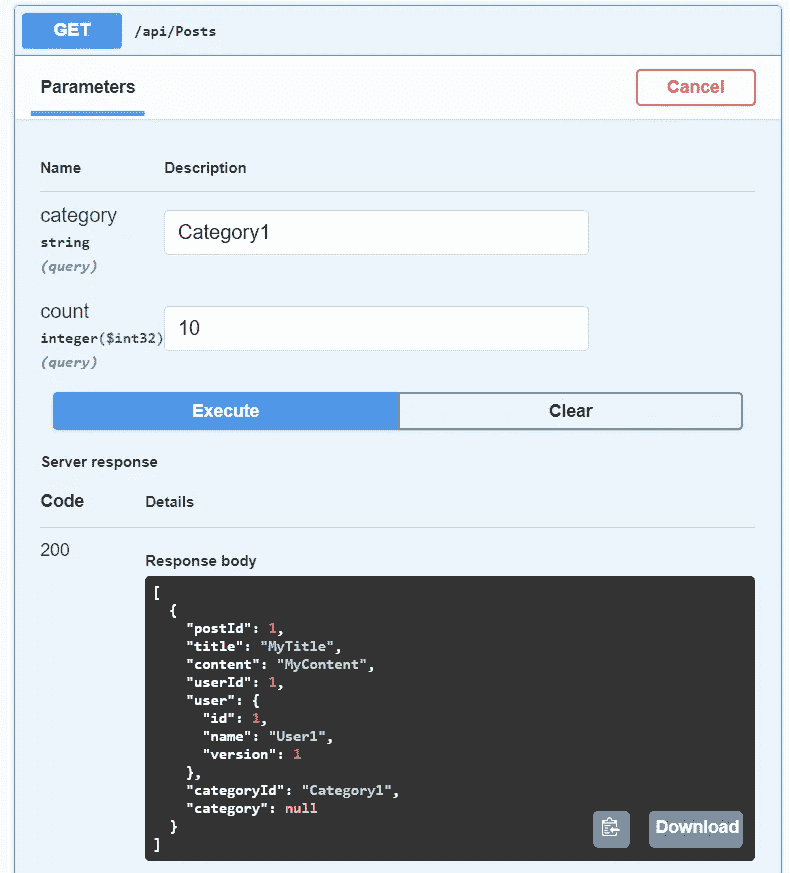 GET /api/Posts
Parameters
Cancel
Name Description
category
string
(query)
Category1
count
integer($int32)
(query)
10
Execute Clear
Server response
Code Details
200
Response body
[
  {
    "postId": 1,
    "title": "MyTitle",
    "content": "MyContent",
    "userId": 1,
    "user": {
      "id": 1,
      "name": "User1",
      "version": 1
    },
    "categoryId": "Category1",
    "category": null
  }
]
Download